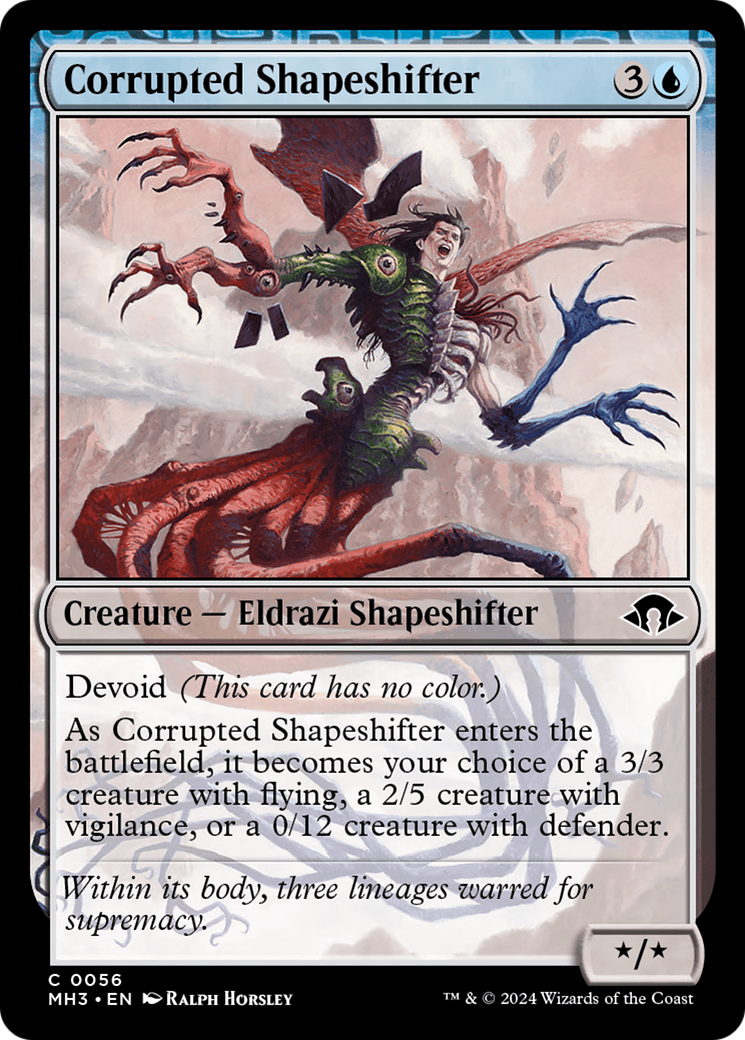 Corrupted Shapeshifter 3
Creature — Eldrazi Shapeshifter
Devoid (This card has no color.)
As Corrupted Shapeshifter enters the
battlefield, it becomes your choice of a 3/3
creature with flying, a 2/5 creature with
vigilance, or a 0/12 creature with defender.
Within its body, three lineages warred for
supremacy.
★/★
C 0056
MH3 • EN Ralph Horsley ™ & © 2024 Wizards of the Coast